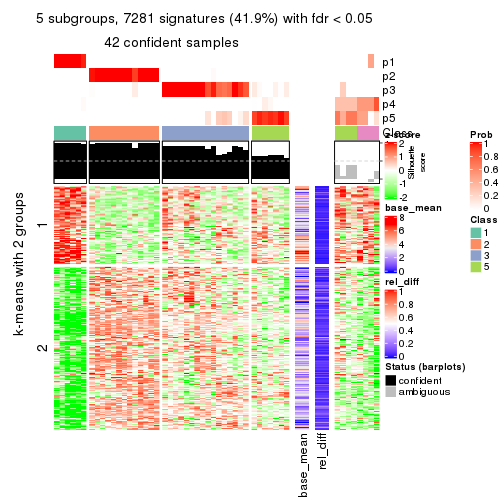 5 subgroups, 7281 signatures (41.9%) with fdr < 0.05
42 confident samples
p1
p2
p3
p4
p5
Class
k-means with 2 groups
1
2
Silhouette
score
base_mean
rel_diff
z-score
2
1
0
-1
-2
base_mean
8
6
4
2
0
rel_diff
1
0.8
0.6
0.4
0.2
0
Status (barplots)
confident
ambiguous
Prob
1
0.8
0.6
0.4
0.2
0
Class
1
2
3
5